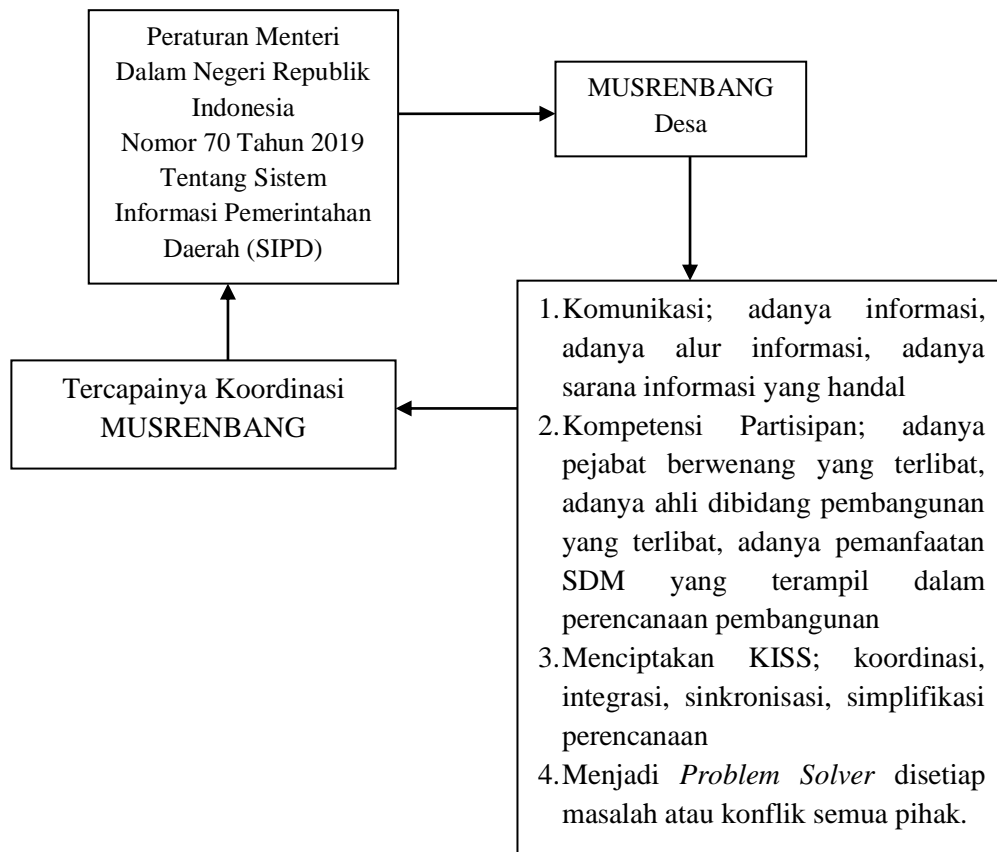 Peraturan Menteri
Dalam Negeri Republik
Indonesia
Nomor 70 Tahun 2019
Tentang Sistem
Informasi Pemerintahan
Daerah (SIPD)
MUSRENBANG
Desa
1.Komunikasi; adanya informasi,
adanya alur informasi, adanya
sarana informasi yang handal
2.Kompetensi Partisipan; adanya
pejabat berwenang yang terlibat,
adanya ahli dibidang pembangunan
yang terlibat, adanya pemanfaatan
SDM yang terampil dalam
perencanaan pembangunan
3.Menciptakan KISS; koordinasi,
integrasi, sinkronisasi, simplifikasi
perencanaan
4.Menjadi Problem Solver disetiap
masalah atau konflik semua pihak.
Tercapainya Koordinasi
MUSRENBANG